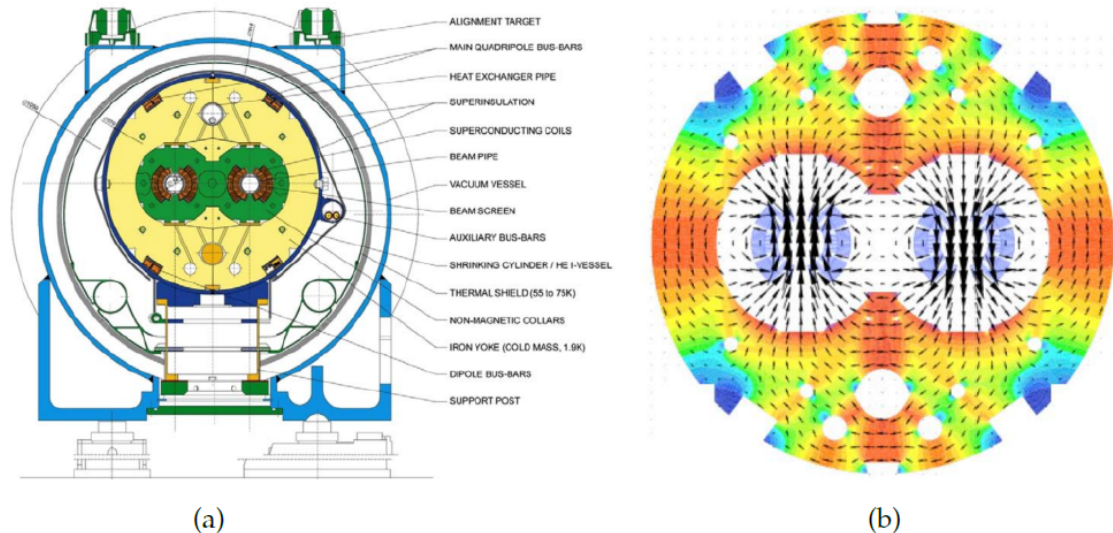 ALIGNMENT TARGET
MAIN QUADRIPOLE BUS-BARS
HEAT EXCHANGER PIPE
SUPERINSULATION
SUPERCONDUCTING COILS
BEAM PIPE
VACUUM VESSEL
BEAM SCREEN
AUXILIARY BUS-BARS
SHRINKING CYLINDER / HE I-VESSEL
THERMAL SHIELD (55 to 75K)
NON-MAGNETIC COLLARS
IRON YOKE (COLD MASS, 1.9K)
DIPOLE BUS-BARS
SUPPORT POST
(a)
(b)